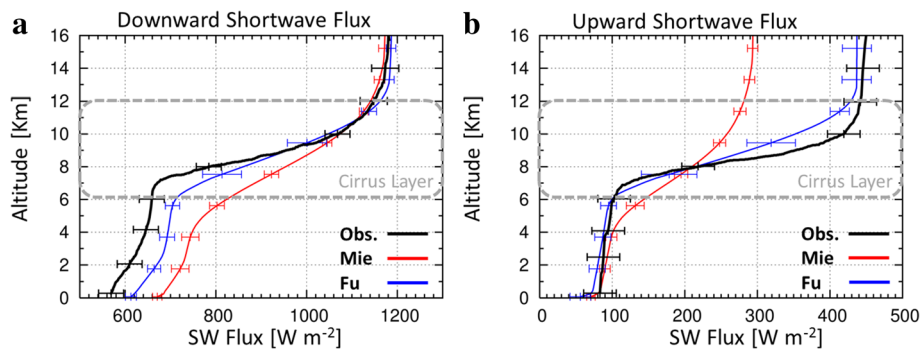 a Downward Shortwave Flux
16
14
12
10
8
6
4
2
0
Altitude [Km]
Cirrus Layer
Obs.
Mie
Fu
600 800 1000 1200
SW Flux [W m-2]
b Upward Shortwave Flux
16
14
12
10
8
6
4
2
0
Altitude [Km]
Cirrus Layer
Obs.
Mie
Fu
0 100 200 300 400 500
SW Flux [W m-2]